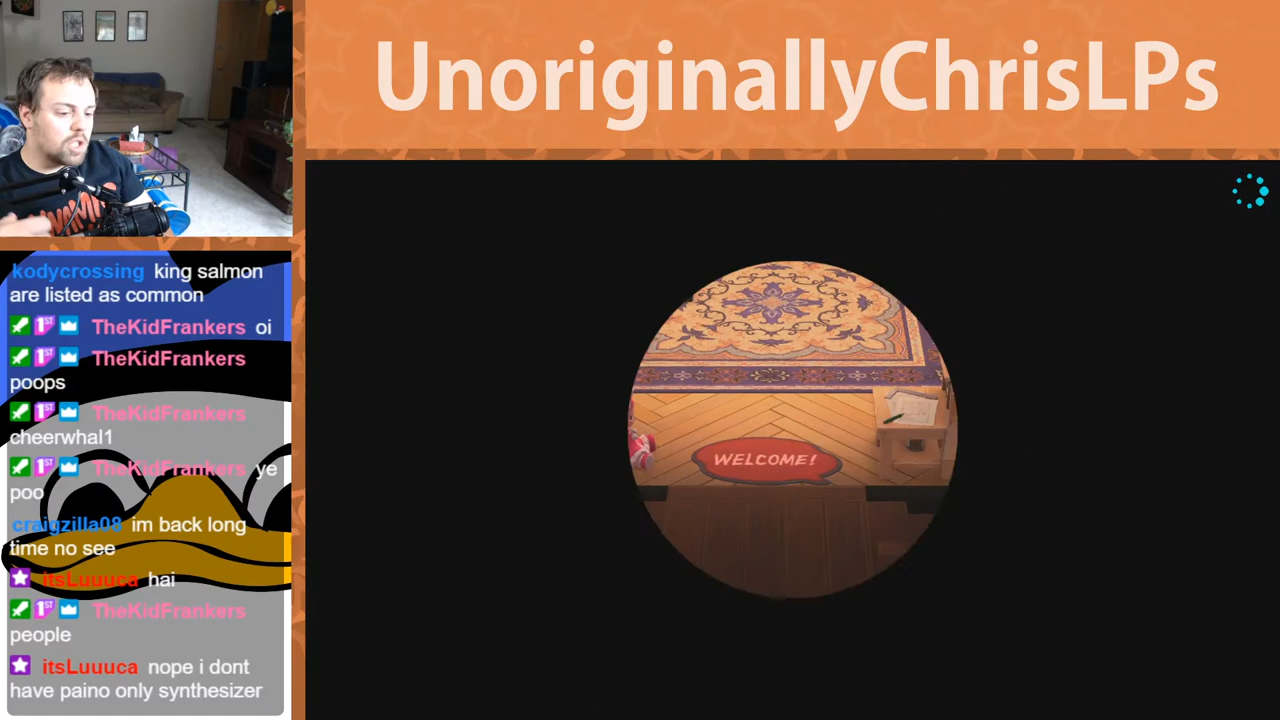 UnoriginallyChrisLPs
kodycrossing king salmon
are listed as common
TheKidFrankers oi
TheKidFrankers
poops
TheKidFrankers
cheerwhal1
TheKidFrankers ye
poo
craigzilla08 im back long
time no see
itsLuuuca hai
TheKidFrankers
people
itsLuuuca nope i dont
have paino only synthesizer
WELCOME!